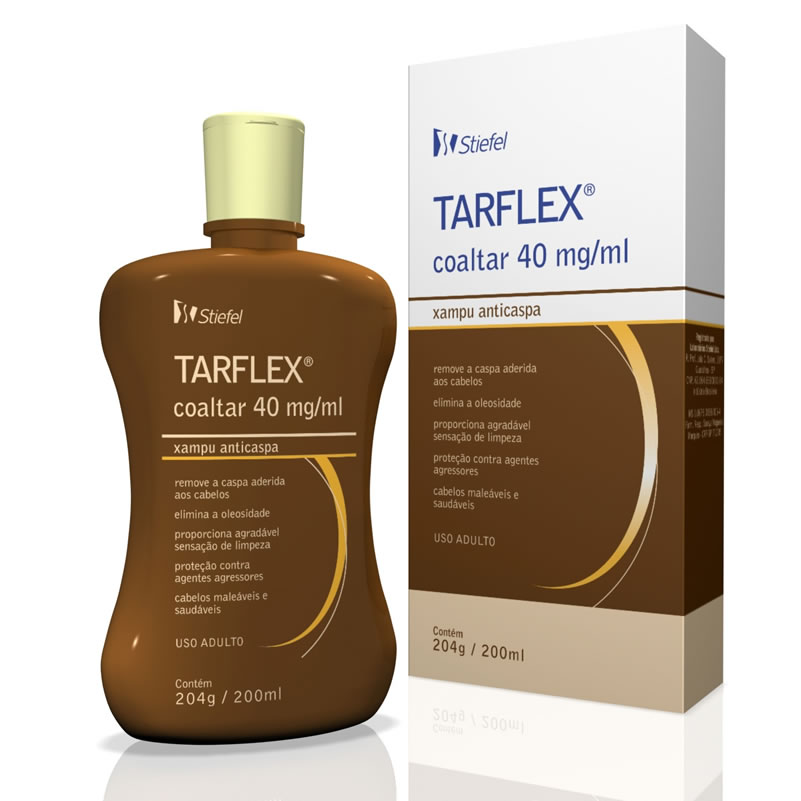 Stiefel
TARFLEX®
coaltar 40 mg/ml
xampu anticaspa
remove a caspa aderida
aos cabelos
elimina a oleosidade
proporciona agradável
sensação de limpeza
proteção contra
agentes agressores
cabelos maleáveis e
saudáveis
USO ADULTO
Contém
204g / 200ml
Stiefel
TARFLEX®
coaltar 40 mg/ml
xampu anticaspa
remove a caspa aderida
aos cabelos
elimina a oleosidade
proporciona agradável
sensação de limpeza
proteção contra agentes
agressores
cabelos maleáveis e
saudáveis
USO ADULTO
Contém
204g / 200ml